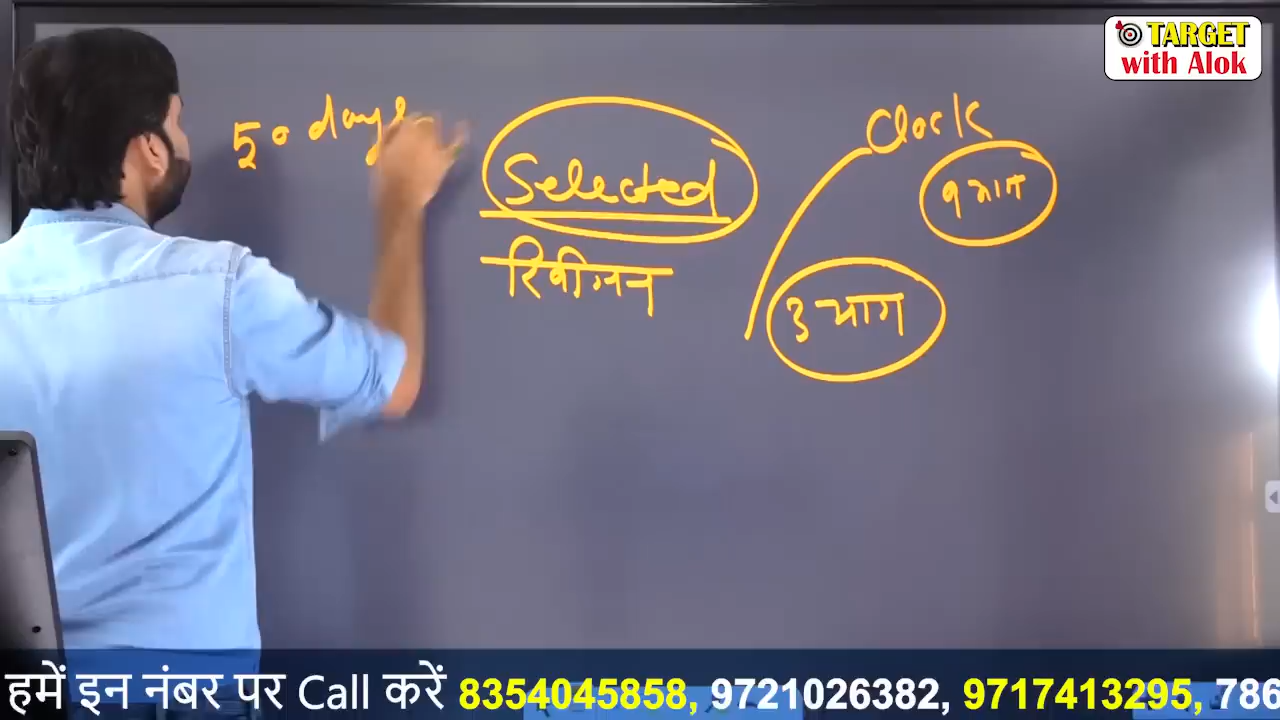 TARGET
with Alok
50 days
Selected
रिवीजन
Clock
9 भाग
3 भाग
हमें इन नंबर पर Call करें 8354045858, 9721026382, 9717413295, 786